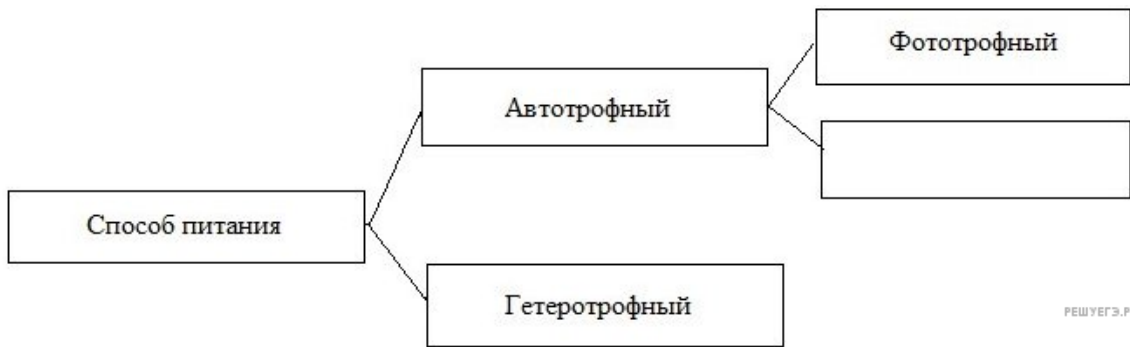 Фототрофный
Автотрофный
Способ питания
Гетеротрофный
РЕШУЕГЭ.Р